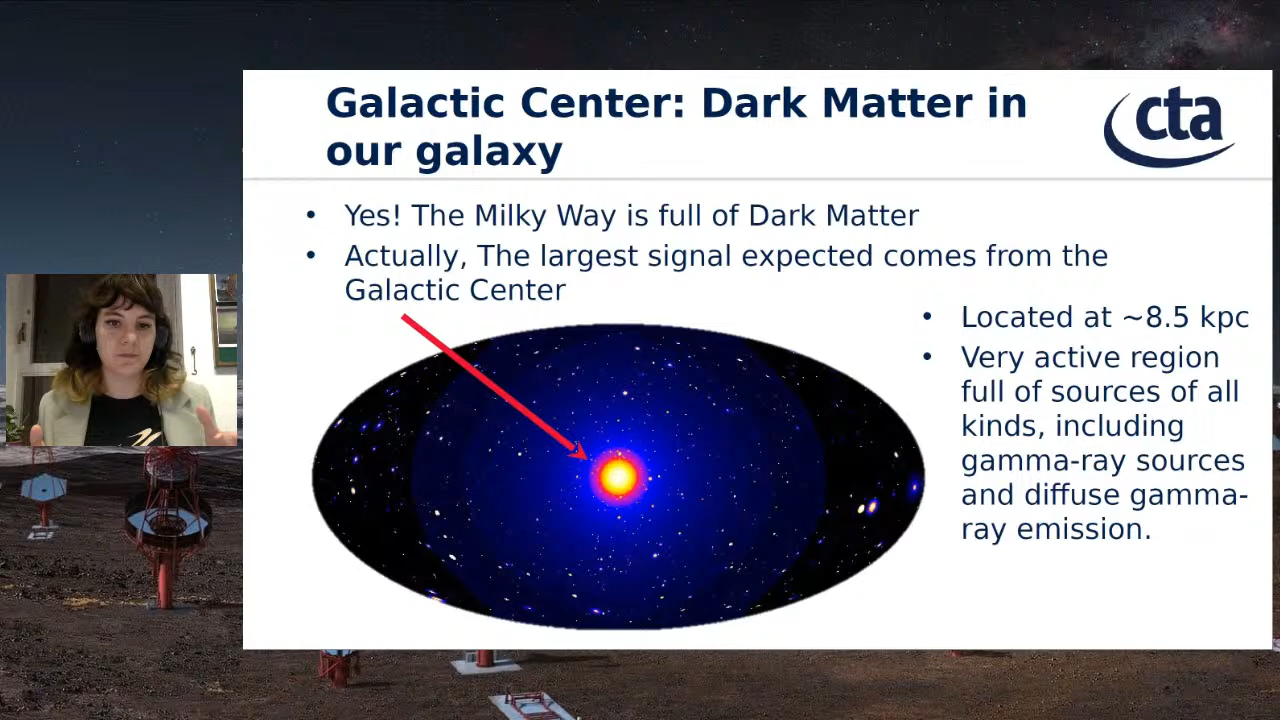 Galactic Center: Dark Matter in
our galaxy
cta
• Yes! The Milky Way is full of Dark Matter
• Actually, The largest signal expected comes from the
Galactic Center
• Located at ~8.5 kpc
• Very active region
full of sources of all
kinds, including
gamma-ray sources
and diffuse gamma-
ray emission.